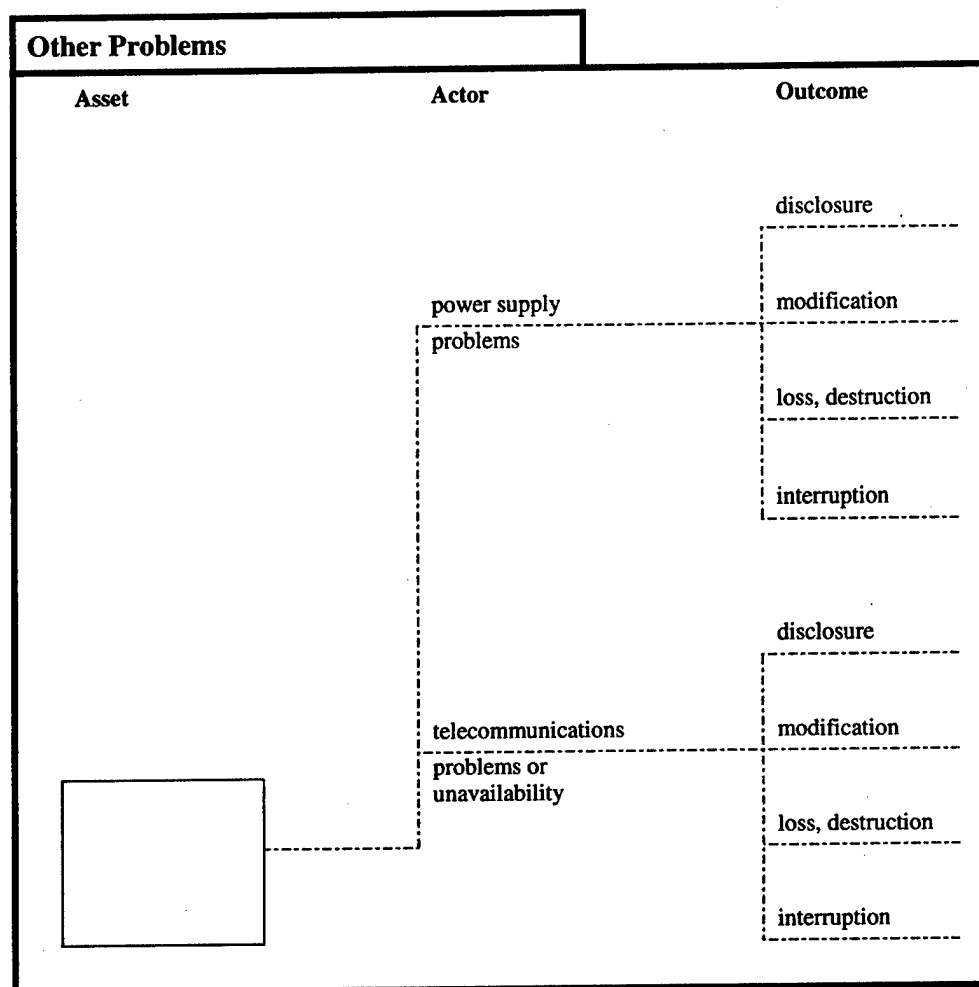 Other Problems
Asset
Actor
Outcome
disclosure
power supply
problems
modification
loss, destruction
interruption
disclosure
telecommunications
problems or
unavailability
modification
loss, destruction
interruption